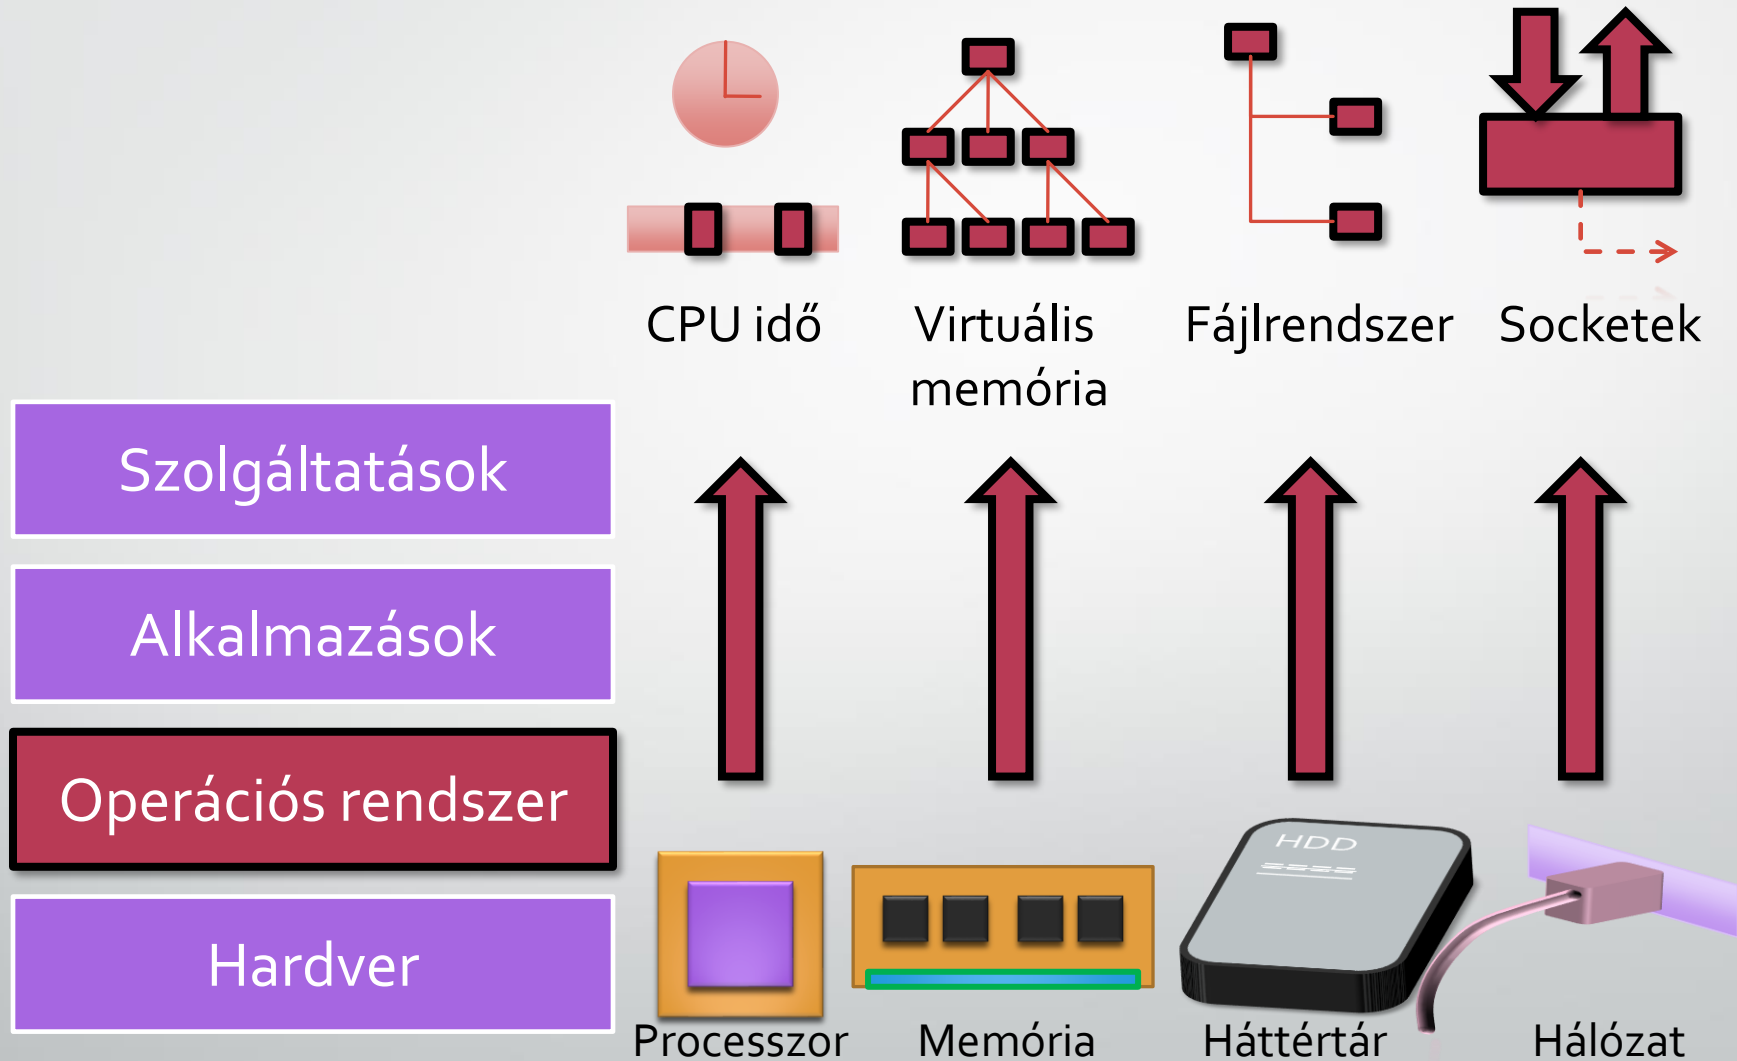 CPU idő
Virtuális
memória
Fájlrendszer
Socketek
Szolgáltatások
Alkalmazások
Operációs rendszer
Hardver
HDD
Processzor
Memória
Háttértár
Hálózat